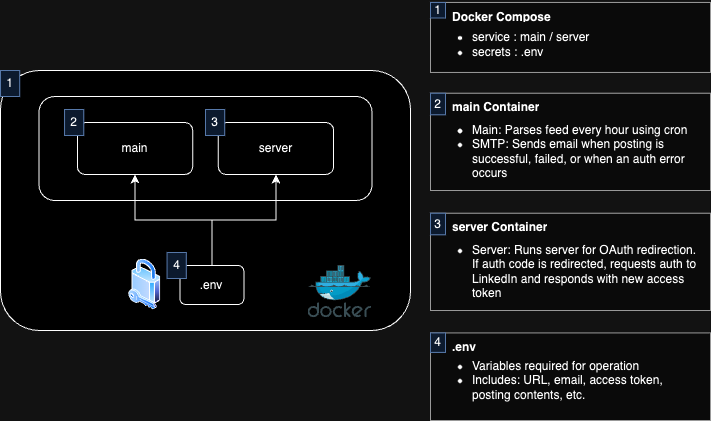 1
2
main
3
server
4
.env
docker
1
Docker Compose
• service : main / server
• secrets : .env
2
main Container
• Main: Parses feed every hour using cron
• SMTP: Sends email when posting is
successful, failed, or when an auth error
occurs
3
server Container
• Server: Runs server for OAuth redirection.
If auth code is redirected, requests auth to
LinkedIn and responds with new access
token
4
.env
• Variables required for operation
• Includes: URL, email, access token,
posting contents, etc.